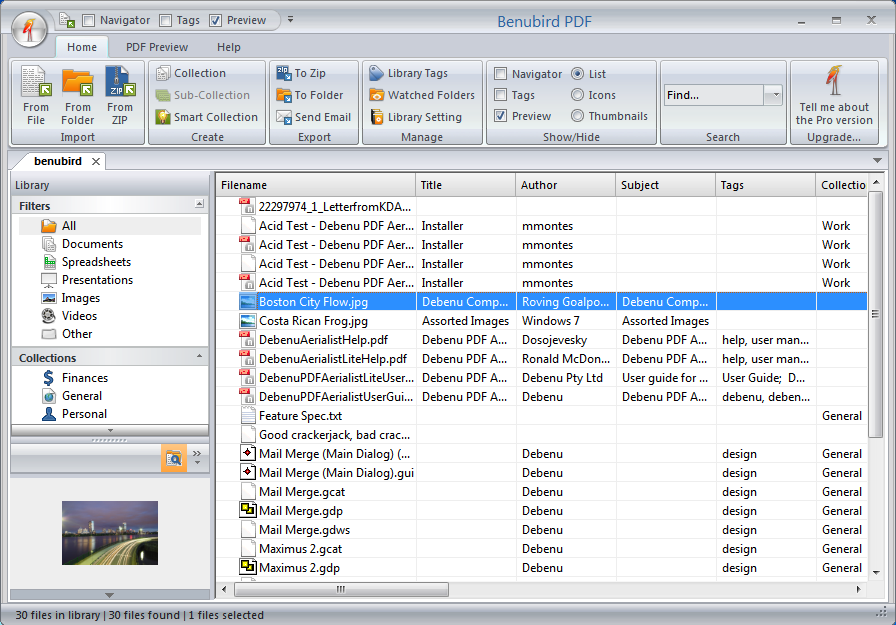 Navigator Tags Preview Benubird PDF
Home PDF Preview Help
From File From Folder From ZIP
Import
Collection
Sub-Collection
Smart Collection
Create
To Zip
To Folder
Send Email
Export
Library Tags
Watched Folders
Library Setting
Manage
Navigator List
Tags Icons
Preview Thumbnails
Show/Hide
Find...
Search
Tell me about
the Pro version
Upgrade...
benubird
Library
Filters
All
Documents
Spreadsheets
Presentations
Images
Videos
Other
Collections
Finances
General
Personal
Filename Title Author Subject Tags Collectio
22297974_1_LetterfromKDA...
Acid Test - Debenu PDF Aer... Installer mmontes Work
Acid Test - Debenu PDF Aer... Installer mmontes Work
Acid Test - Debenu PDF Aer... Installer mmontes Work
Acid Test - Debenu PDF Aer... Installer mmontes Work
Boston City Flow.jpg Debenu Comp... Roving Goalpo... Debenu Comp...
Costa Rican Frog.jpg Assorted Images Windows 7 Assorted Images
DebenuAerialistHelp.pdf Debenu PDF A... Dosojevesky Debenu PDF A... help, user man...
DebenuAerialistLiteHelp.pdf Debenu PDF A... Ronald McDon... Debenu PDF A... help, user man...
DebenuPDFAerialistLiteUser... Debenu PDF A... Debenu Pty Ltd User guide for ... User Guide; D...
DebenuPDFAerialistUserGui... Debenu PDF A... Debenu Debenu PDF A... debenu, deben...
Feature Spec.txt General
Good crackerjack, bad crac...
Mail Merge (Main Dialog) (... Debenu design General
Mail Merge (Main Dialog).gui Debenu design General
Mail Merge.gcat Debenu design General
Mail Merge.gdp Debenu design General
Mail Merge.gdws Debenu design General
Maximus 2.gcat Debenu design General
Maximus 2.gdp Debenu design General
30 files in library | 30 files found | 1 files selected